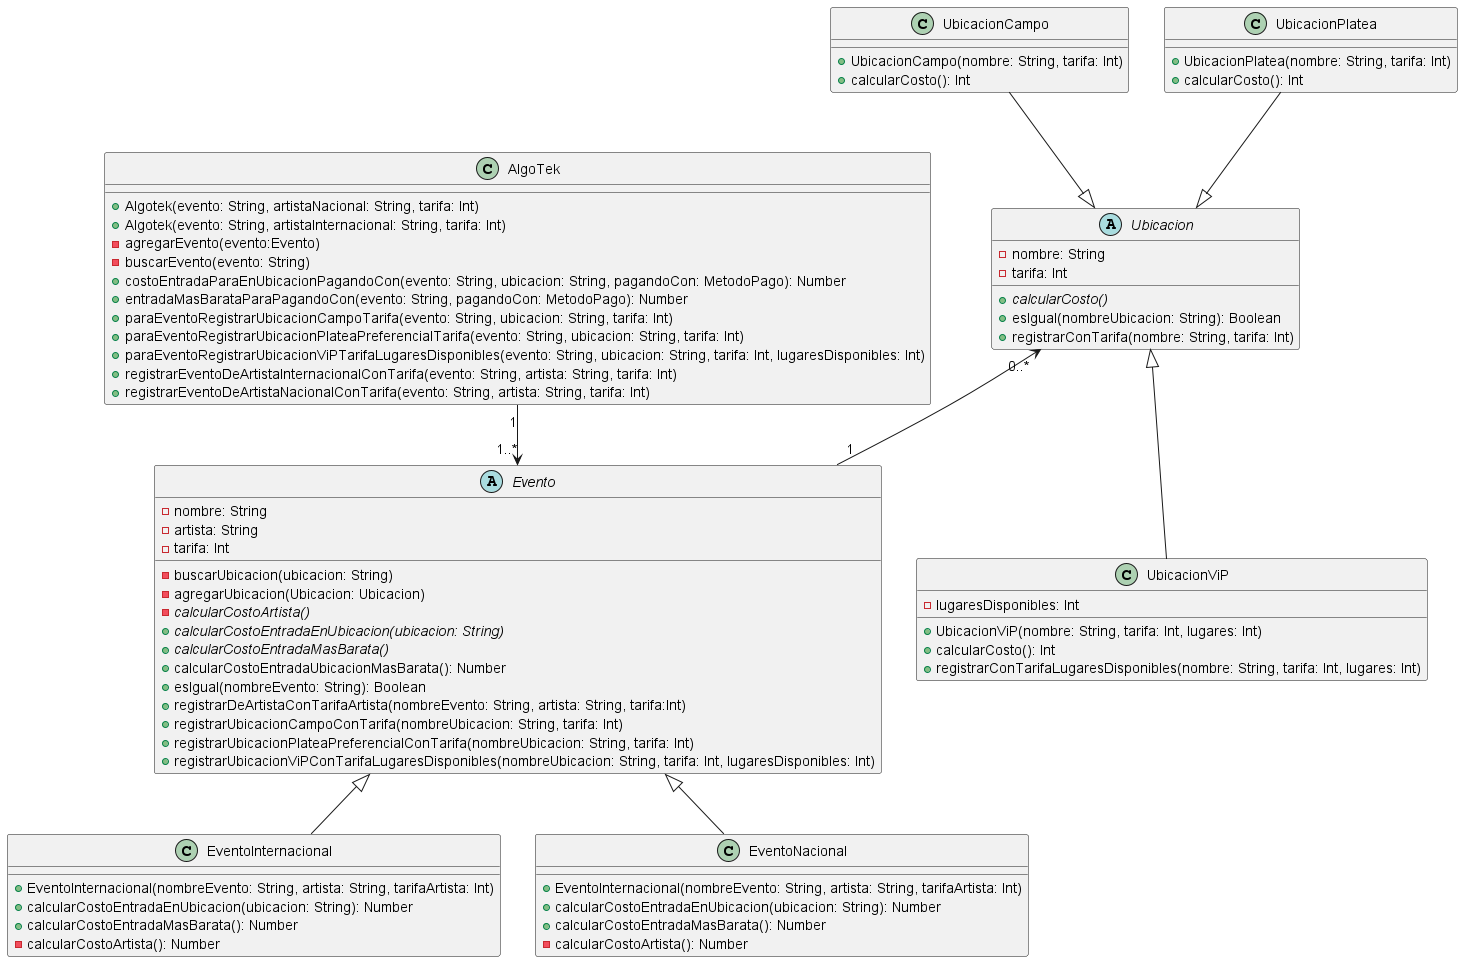 C UbicacionCampo
UbicacionCampo(nombre: String, tarifa: Int)
calcularCosto(): Int
C UbicacionPlatea
UbicacionPlatea(nombre: String, tarifa: Int)
calcularCosto(): Int
C AlgoTek
Algotek(evento: String, artistaNacional: String, tarifa: Int)
Algotek(evento: String, artistaInternacional: String, tarifa: Int)
agregarEvento(evento:Evento)
buscarEvento(evento: String)
costoEntradaParaEnUbicacionPagandoCon(evento: String, ubicacion: String, pagandoCon: MetodoPago): Number
entradaMasBarataParaPagandoCon(evento: String, pagandoCon: MetodoPago): Number
paraEventoRegistrarUbicacionCampoTarifa(evento: String, ubicacion: String, tarifa: Int)
paraEventoRegistrarUbicacionPlateaPreferencialTarifa(evento: String, ubicacion: String, tarifa: Int)
paraEventoRegistrarUbicacionViPTarifaLugaresDisponibles(evento: String, ubicacion: String, tarifa: Int, lugaresDisponibles: Int)
registrarEventoDeArtistaInternacionalConTarifa(evento: String, artista: String, tarifa: Int)
registrarEventoDeArtistaNacionalConTarifa(evento: String, artista: String, tarifa: Int)
A Ubicacion
nombre: String
tarifa: Int
calcularCosto()
esIgual(nombreUbicacion: String): Boolean
registrarConTarifa(nombre: String, tarifa: Int)
0..*
1
1..*
1
A Evento
nombre: String
artista: String
tarifa: Int
buscarUbicacion(ubicacion: String)
agregarUbicacion(Ubicacion: Ubicacion)
calcularCostoArtista()
calcularCostoEntradaEnUbicacion(ubicacion: String)
calcularCostoEntradaMasBarata()
calcularCostoEntradaUbicacionMasBarata(): Number
esIgual(nombreEvento: String): Boolean
registrarDeArtistaConTarifaArtista(nombreEvento: String, artista: String, tarifa:Int)
registrarUbicacionCampoConTarifa(nombreUbicacion: String, tarifa: Int)
registrarUbicacionPlateaPreferencialConTarifa(nombreUbicacion: String, tarifa: Int)
registrarUbicacionViPConTarifaLugaresDisponibles(nombreUbicacion: String, tarifa: Int, lugaresDisponibles: Int)
C UbicacionViP
lugaresDisponibles: Int
UbicacionViP(nombre: String, tarifa: Int, lugares: Int)
calcularCosto(): Int
registrarConTarifaLugaresDisponibles(nombre: String, tarifa: Int, lugares: Int)
C EventoInternacional
EventoInternacional(nombreEvento: String, artista: String, tarifaArtista: Int)
calcularCostoEntradaEnUbicacion(ubicacion: String): Number
calcularCostoEntradaMasBarata(): Number
calcularCostoArtista(): Number
C EventoNacional
EventoInternacional(nombreEvento: String, artista: String, tarifaArtista: Int)
calcularCostoEntradaEnUbicacion(ubicacion: String): Number
calcularCostoEntradaMasBarata(): Number
calcularCostoArtista(): Number